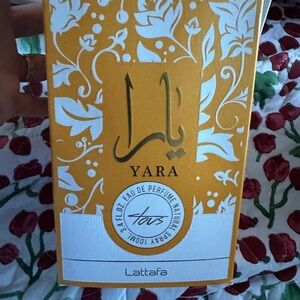 يارا
YARA
EAU DE PERFUME NATURAL SPRAY 100ML 3.4 FL.OZ.
Tous
Lattafa